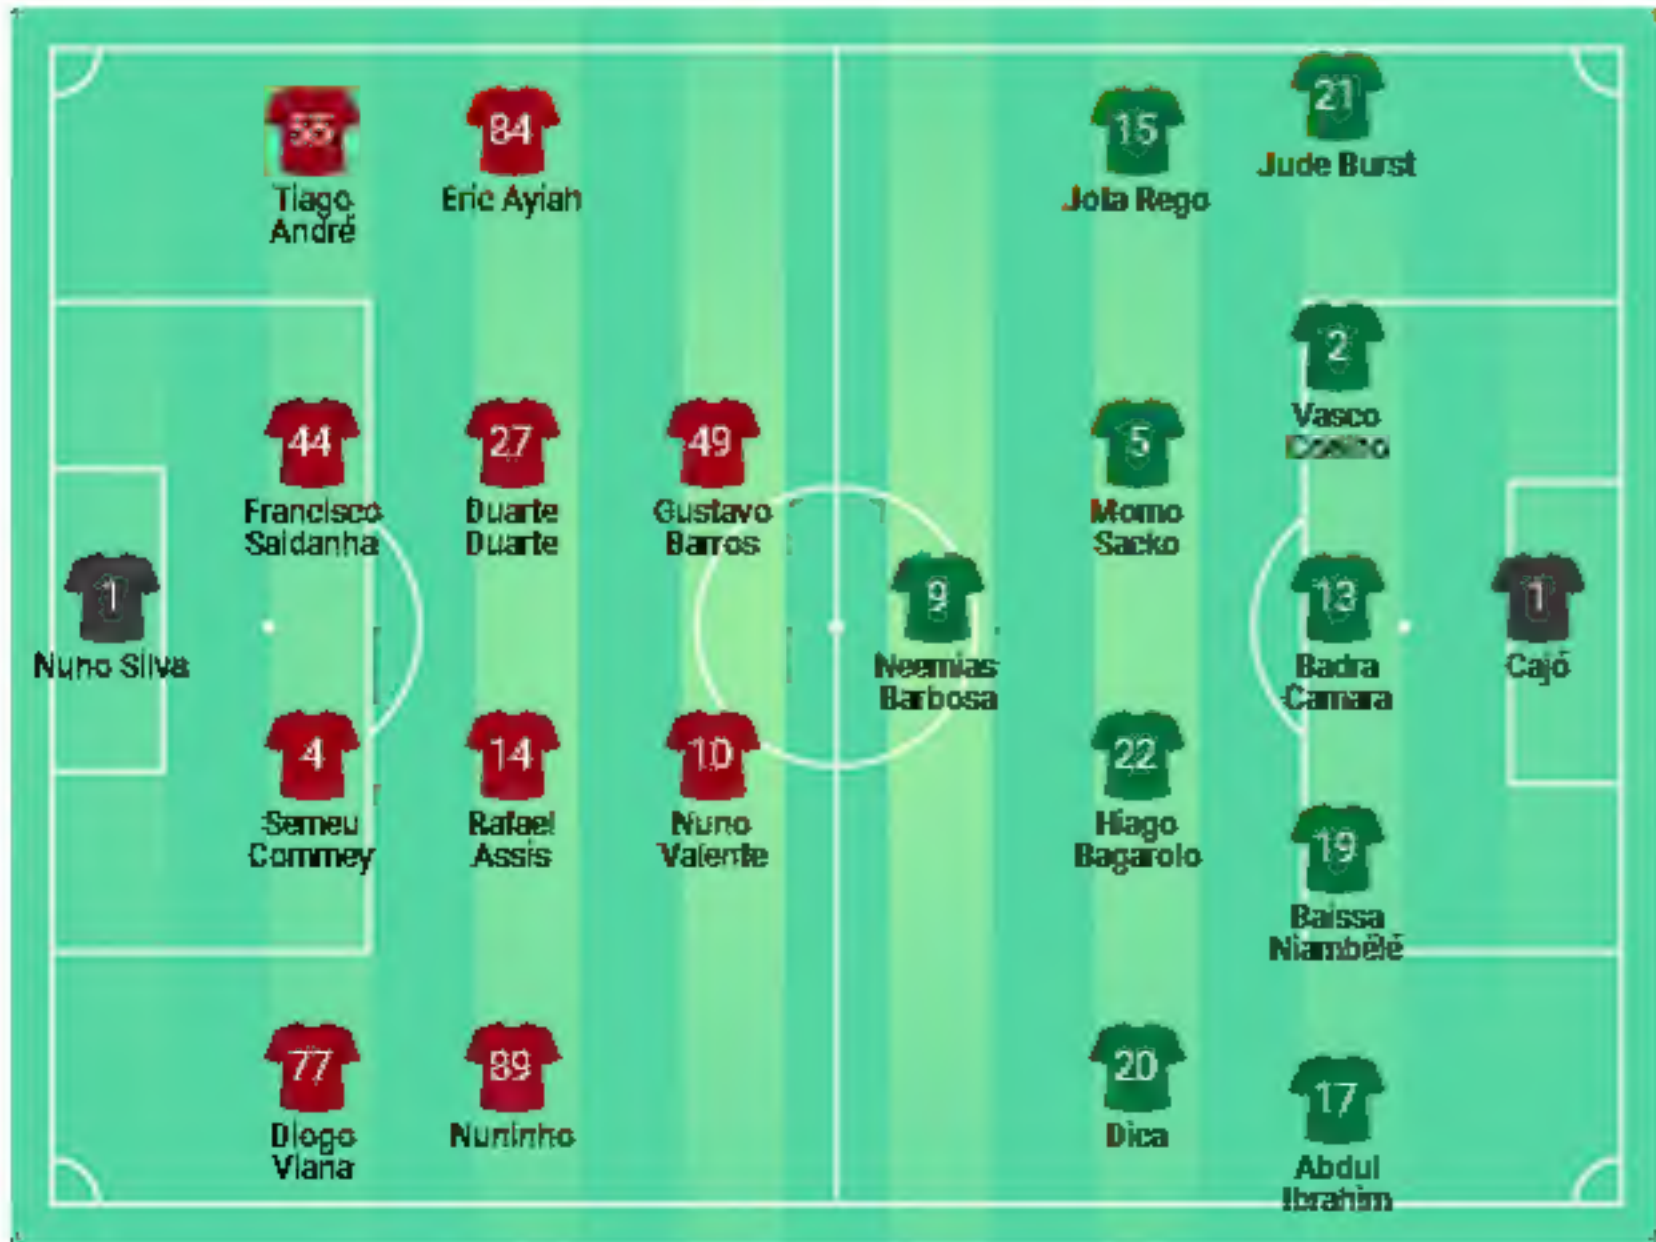 84
Tiago
André
Eric Ayiah
15
Jota Rego
21
Jude Burst
44
Francisco
Saldanha
27
Duarte
Duarte
49
Gustavo
Barros
5
Momo
Sacko
2
Vasco
1
Nuno Silva
9
Neemias
Barbosa
13
Badra
Camara
1
Cajó
4
Semeu
Commey
14
Rafael
Assis
10
Nuno
Valente
22
Hiago
Bagarolo
19
Baissa
Niambélé
77
Diogo
Viana
89
Nuninho
20
Dica
17
Abdul
Ibrahim